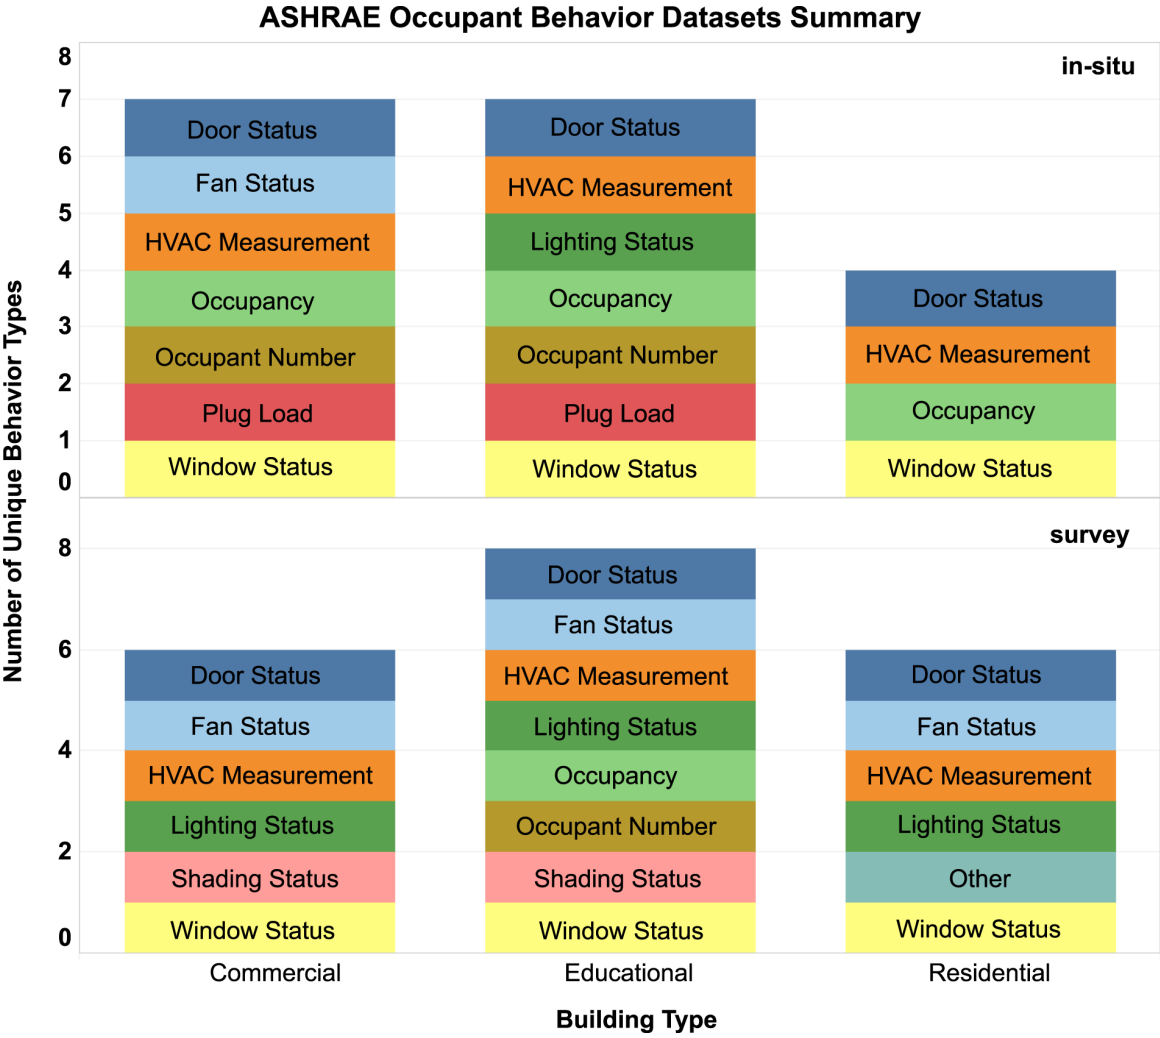 ASHRAE Occupant Behavior Datasets Summary
in-situ
8
7
6
5
4
3
2
1
0
Door Status
Fan Status
HVAC Measurement
Occupancy
Occupant Number
Plug Load
Window Status
Door Status
HVAC Measurement
Lighting Status
Occupancy
Occupant Number
Plug Load
Window Status
Door Status
HVAC Measurement
Occupancy
Window Status
Number of Unique Behavior Types
survey
8
6
4
2
0
Door Status
Fan Status
HVAC Measurement
Lighting Status
Shading Status
Window Status
Door Status
Fan Status
HVAC Measurement
Lighting Status
Occupancy
Occupant Number
Shading Status
Window Status
Door Status
Fan Status
HVAC Measurement
Lighting Status
Other
Window Status
Commercial
Educational
Residential
Building Type